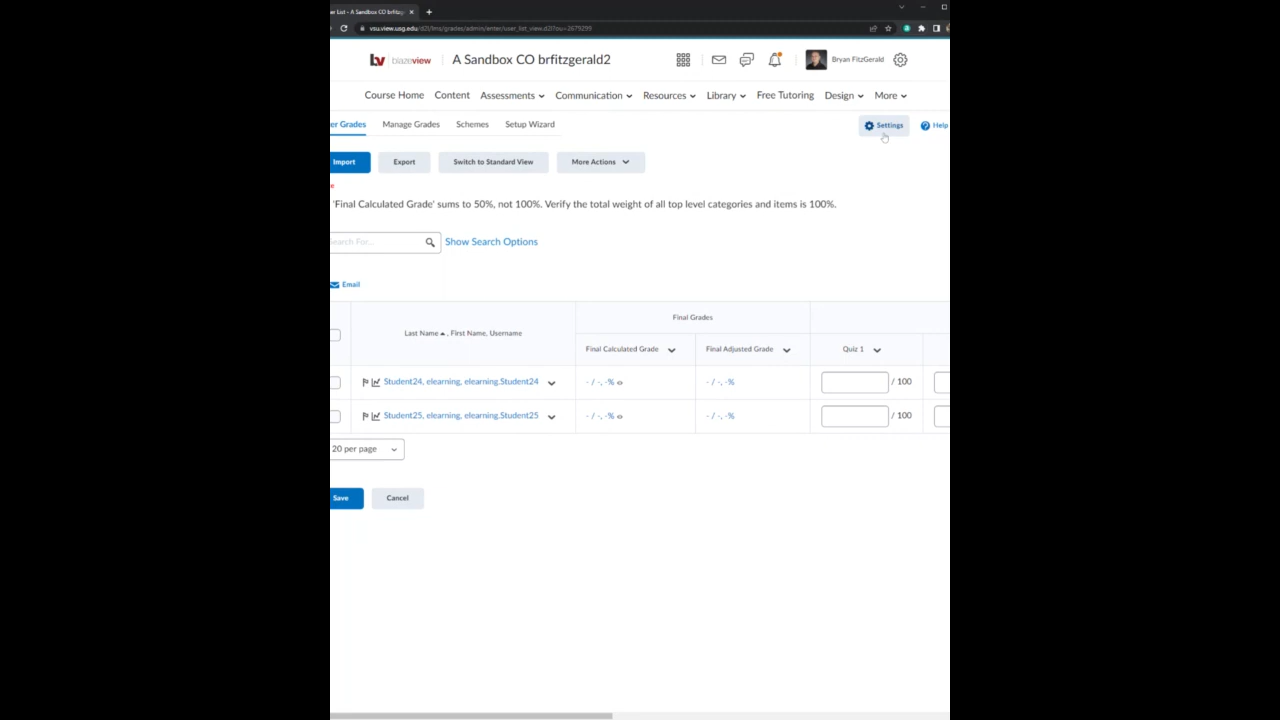 er List - A Sandbox CO brfitzg
vsu.view.usg.edu/d2l/lms/grades/admin/enter/user_list_view.d2l?ou=2679299
bv blazeview A Sandbox CO brfitzgerald2 Bryan FitzGerald
Course Home Content Assessments Communication Resources Library Free Tutoring Design More
er Grades Manage Grades Schemes Setup Wizard Settings Help
Import Export Switch to Standard View More Actions
'Final Calculated Grade' sums to 50%, not 100%. Verify the total weight of all top level categories and items is 100%.
Search For... Show Search Options
Email
Final Grades
Last Name , First Name, Username
Final Calculated Grade Final Adjusted Grade Quiz 1
Student24, elearning, elearning.Student24 - / -, -% - / -, -% / 100
Student25, elearning, elearning.Student25 - / -, -% - / -, -% / 100
20 per page
Save Cancel